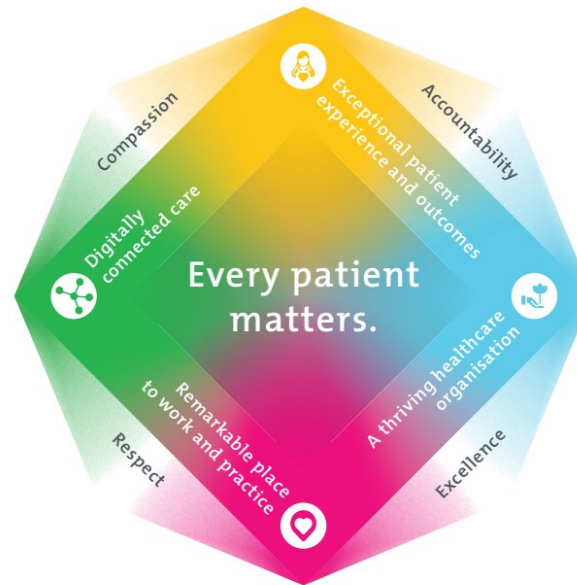 Compassion
Accountability
Exceptional patient
experience and outcomes
Digitally
connected care
Every patient
matters.
A thriving healthcare
organisation
Remarkable place
to work and practice
Respect
Excellence